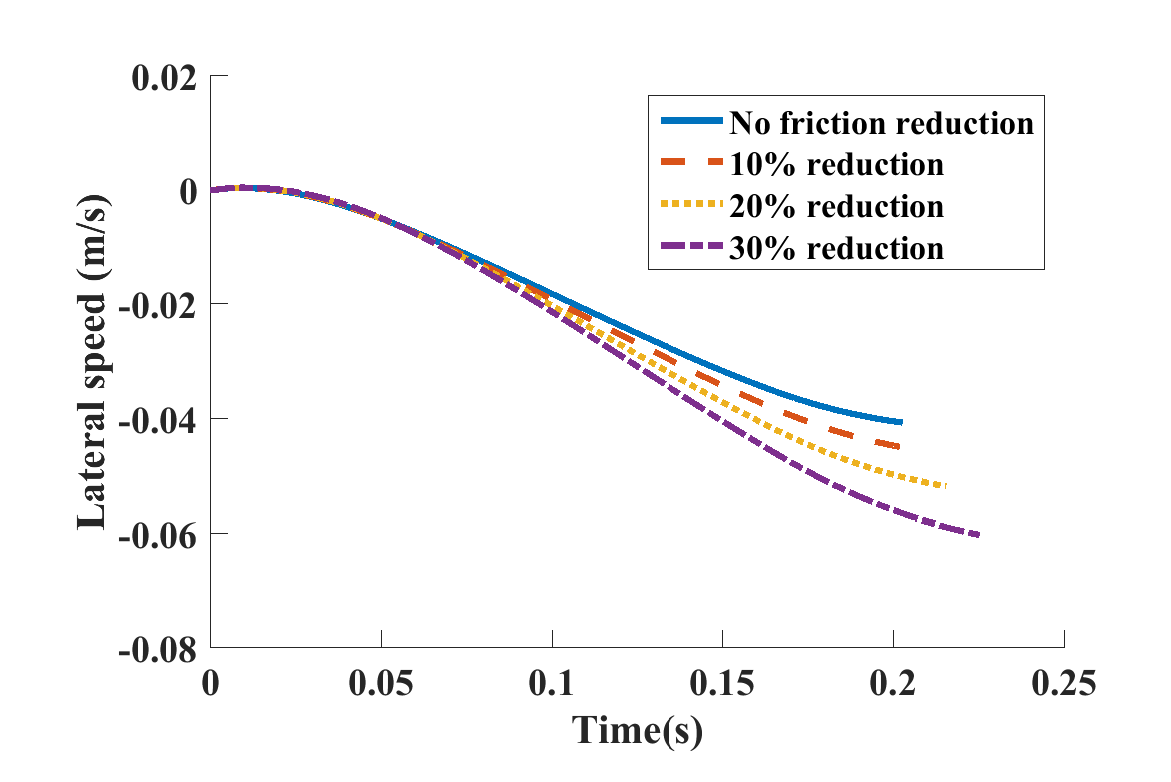 0.02
0
-0.02
-0.04
-0.06
-0.08
Lateral speed (m/s)
No friction reduction
10% reduction
20% reduction
30% reduction
0 0.05 0.1 0.15 0.2 0.25
Time(s)